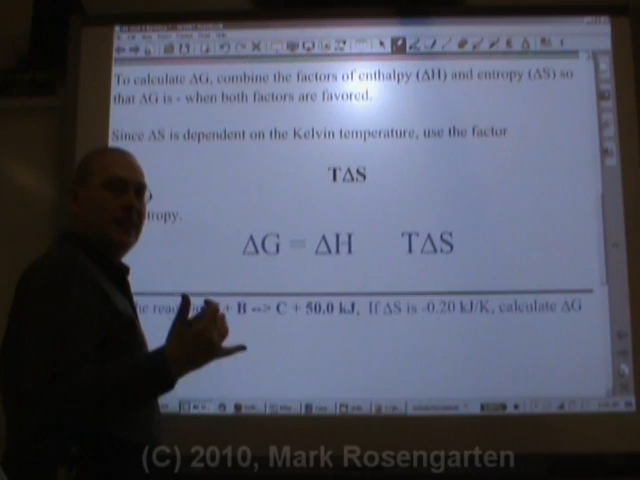 To calculate ΔG, combine the factors of enthalpy (ΔH) and entropy (ΔS) so
that ΔG is - when both factors are favored.
Since ΔS is dependent on the Kelvin temperature, use the factor
TΔS
tropy.
ΔG = ΔH TΔS
he + B --> C + 50.0 kJ, If ΔS is -0.20 kJ/K, calculate ΔG
(C) 2010, Mark Rosengarten